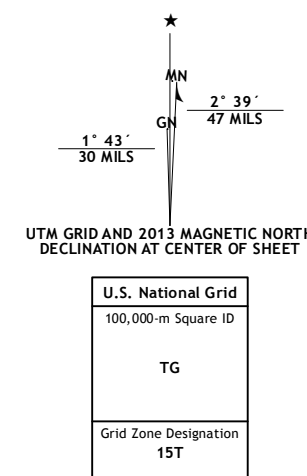 ★
MN
GN
2° 39´
47 MILS
1° 43´
30 MILS
UTM GRID AND 2013 MAGNETIC NORTH
DECLINATION AT CENTER OF SHEET
U.S. National Grid
100,000-m Square ID
TG
Grid Zone Designation
15T